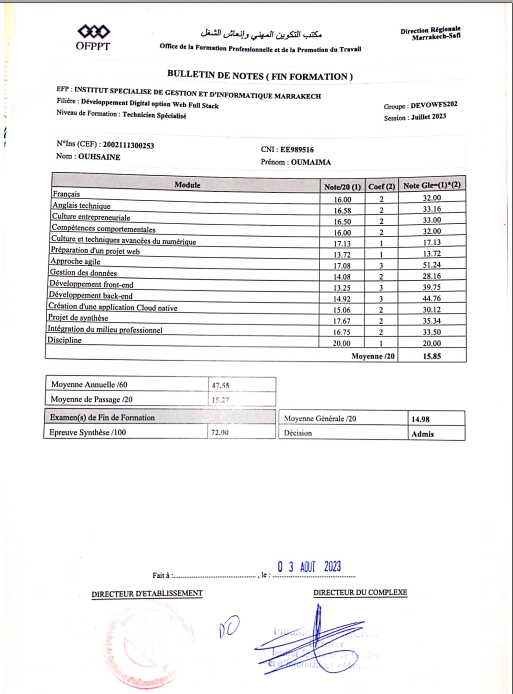 OFPPT
مكتب التكوين المهني وإنعاش الشغل
Office de la Formation Professionnelle et de la Promotion du Travail
Direction Régionale
Marrakech-Safi
BULLETIN DE NOTES ( FIN FORMATION )
EFP : INSTITUT SPECIALISE DE GESTION ET D'INFORMATIQUE MARRAKECH
Filière : Développement Digital option Web Full Stack
Groupe : DEVOWFS202
Niveau de Formation : Technicien Spécialisé
Session : Juillet 2023
N°Ins (CEF) : 2002111300253
CNI : EE989516
Nom : OUHSAINE
Prénom : OUMAIMA
Module Note/20 (1) Coef (2) Note Gle=(1)*(2)
Français 16.00 2 32.00
Anglais technique 16.58 2 33.16
Culture entrepreneuriale 16.50 2 33.00
Compétences comportementales 16.00 2 32.00
Culture et techniques avancées du numérique 17.13 1 17.13
Préparation d'un projet web 13.72 1 13.72
Approche agile 17.08 3 51.24
Gestion des données 14.08 2 28.16
Développement front-end 13.25 3 39.75
Développement back-end 14.92 3 44.76
Création d'une application Cloud native 15.06 2 30.12
Projet de synthèse 17.67 2 35.34
Intégration du milieu professionnel 16.75 2 33.50
Discipline 20.00 1 20.00
Moyenne /20 15.85
Moyenne Annuelle /60 47.55
Moyenne de Passage /20 15.27
Examen(s) de Fin de Formation
Moyenne Générale /20 14.98
Epreuve Synthèse /100 72.00
Décision Admis
Fait à :.............................. , le : 03 AOUT 2023
DIRECTEUR D'ETABLISSEMENT
DIRECTEUR DU COMPLEXE